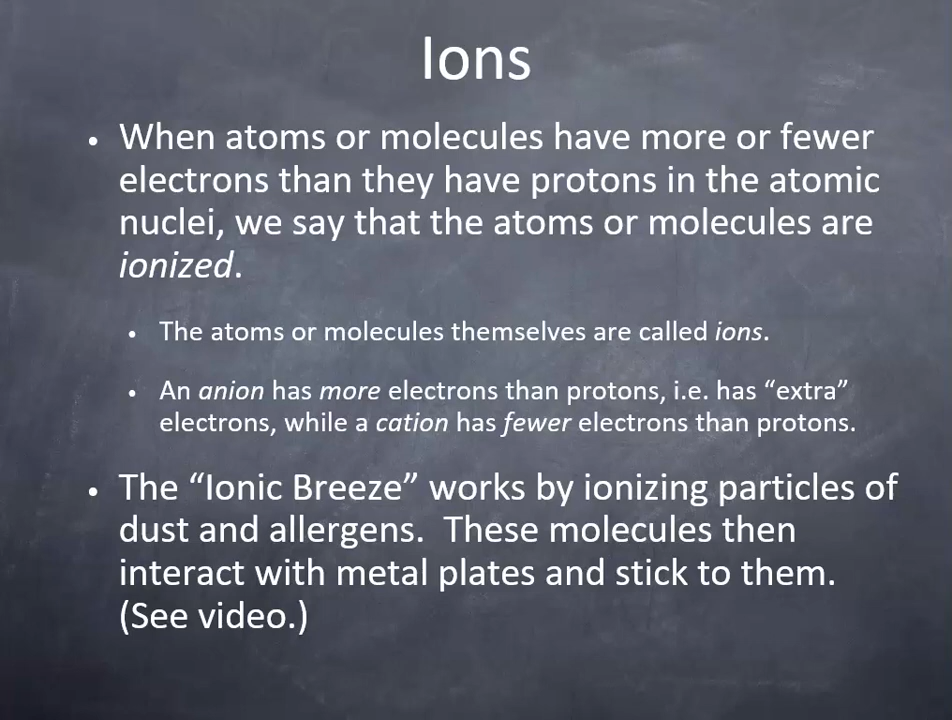 Ions
• When atoms or molecules have more or fewer
electrons than they have protons in the atomic
nuclei, we say that the atoms or molecules are
ionized.
• The atoms or molecules themselves are called ions.
• An anion has more electrons than protons, i.e. has “extra”
electrons, while a cation has fewer electrons than protons.
• The “Ionic Breeze” works by ionizing particles of
dust and allergens.  These molecules then
interact with metal plates and stick to them.
(See video.)